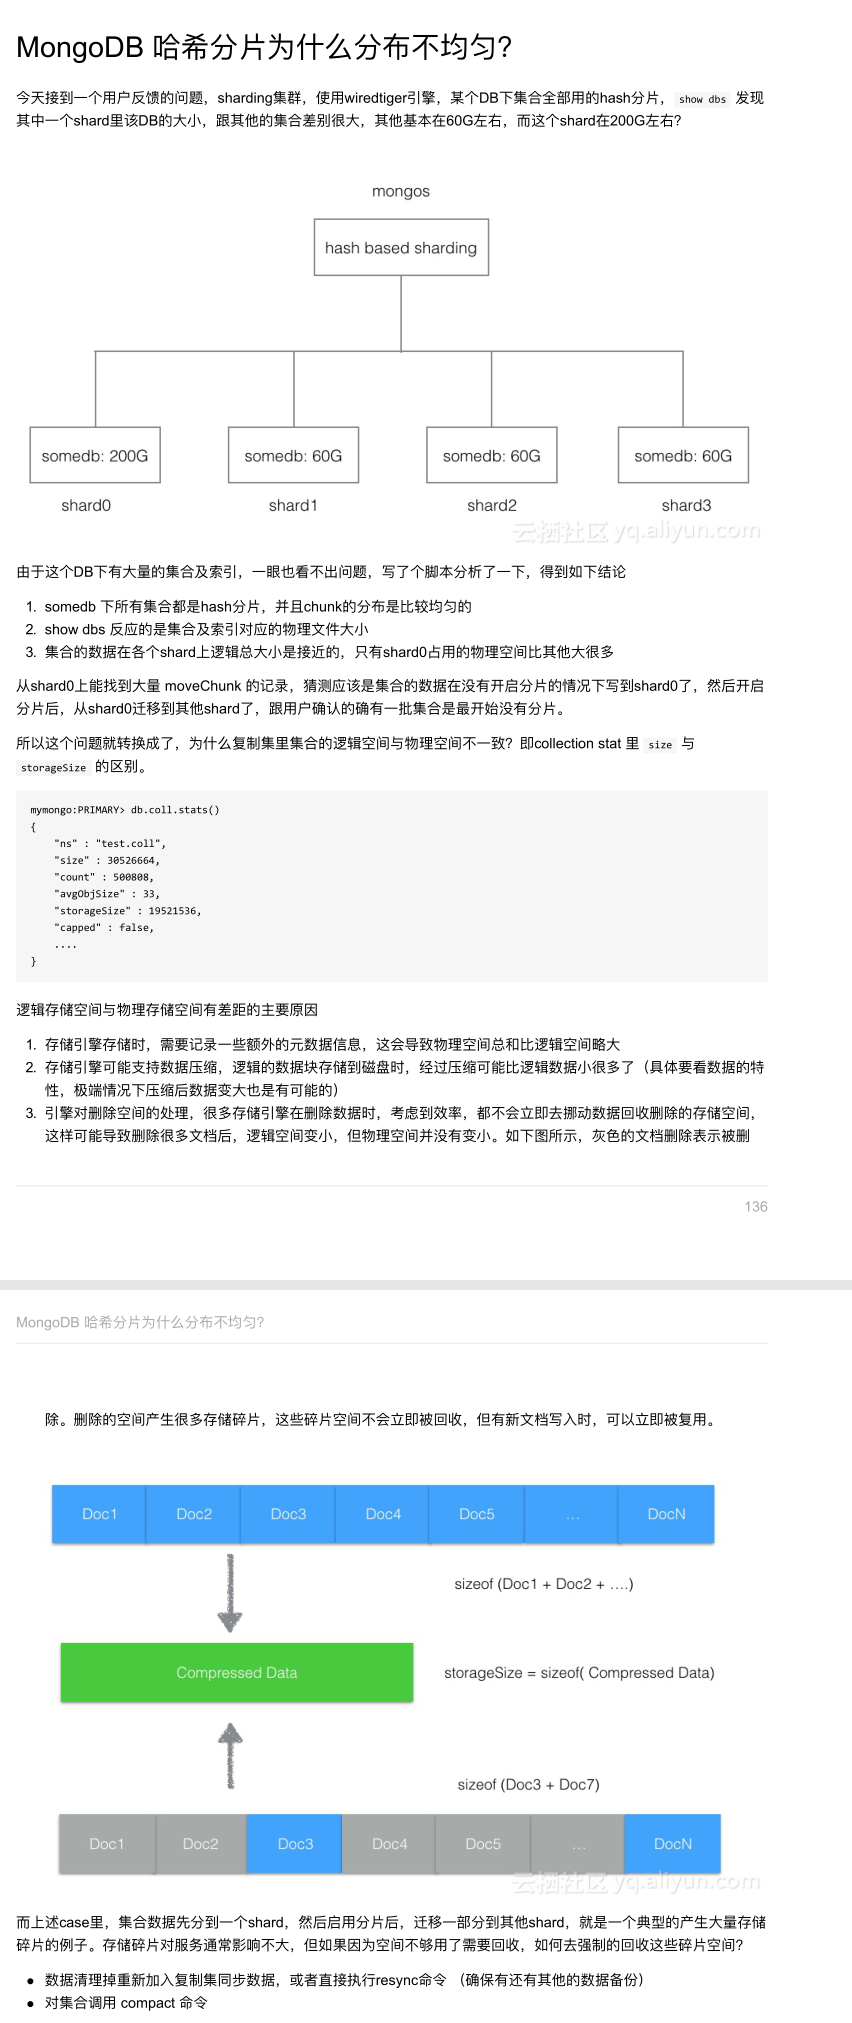 MongoDB 哈希分片为什么分布不均匀?
今天接到一个用户反馈的问题，sharding集群，使用wiredtiger引擎，某个DB下集合全部用的hash分片， show dbs 发现
其中一个shard里该DB的大小，跟其他的集合差别很大，其他基本在60G左右，而这个shard在200G左右?
mongos
hash based sharding
somedb: 200G somedb: 60G somedb: 60G somedb: 60G
shard0 shard1 shard2 shard3
云栖社区 yq.aliyun.com
由于这个DB下有大量的集合及索引，一眼也看不出问题，写了个脚本分析了一下，得到如下结论
1. somedb 下所有集合都是hash分片，并且chunk的分布是比较均匀的
2. show dbs 反应的是集合及索引对应的物理文件大小
3. 集合的数据在各个shard上逻辑总大小是接近的，只有shard0占用的物理空间比其他大很多
从shard0上能找到大量 moveChunk 的记录，猜测应该是集合的数据在没有开启分片的情况下写到shard0了，然后开启
分片后，从shard0迁移到其他shard了，跟用户确认的确有一批集合是最开始没有分片。
所以这个问题就转换成了，为什么复制集里集合的逻辑空间与物理空间不一致？即collection stat 里 size 与
storageSize 的区别。
mymongo:PRIMARY> db.coll.stats()
{
"ns" : "test.coll",
"size" : 30526664,
"count" : 500808,
"avgObjSize" : 33,
"storageSize" : 19521536,
"capped" : false,
....
}
逻辑存储空间与物理存储空间有差距的主要原因
1. 存储引擎存储时，需要记录一些额外的元数据信息，这会导致物理空间总和比逻辑空间略大
2. 存储引擎可能支持数据压缩，逻辑的数据块存储到磁盘时，经过压缩可能比逻辑数据小很多了（具体要看数据的特
性，极端情况下压缩后数据变大也是有可能的）
3. 引擎对删除空间的处理，很多存储引擎在删除数据时，考虑到效率，都不会立即去挪动数据回收删除的存储空间，
这样可能导致删除很多文档后，逻辑空间变小，但物理空间并没有变小。如下图所示，灰色的文档删除表示被删
136
MongoDB 哈希分片为什么分布不均匀?
除。删除的空间产生很多存储碎片，这些碎片空间不会立即被回收，但有新文档写入时，可以立即被复用。
Doc1 Doc2 Doc3 Doc4 Doc5 ... DocN
sizeof (Doc1 + Doc2 + ….)
Compressed Data storageSize = sizeof( Compressed Data)
sizeof (Doc3 + Doc7)
Doc1 Doc2 Doc3 Doc4 Doc5 ... DocN
云栖社区 yq.aliyun.com
而上述case里，集合数据先分到一个shard，然后启用分片后，迁移一部分到其他shard，就是一个典型的产生大量存储
碎片的例子。存储碎片对服务通常影响不大，但如果因为空间不够用了需要回收，如何去强制的回收这些碎片空间?
● 数据清理掉重新加入复制集同步数据，或者直接执行resync命令 （确保有还有其他的数据备份）
● 对集合调用 compact 命令